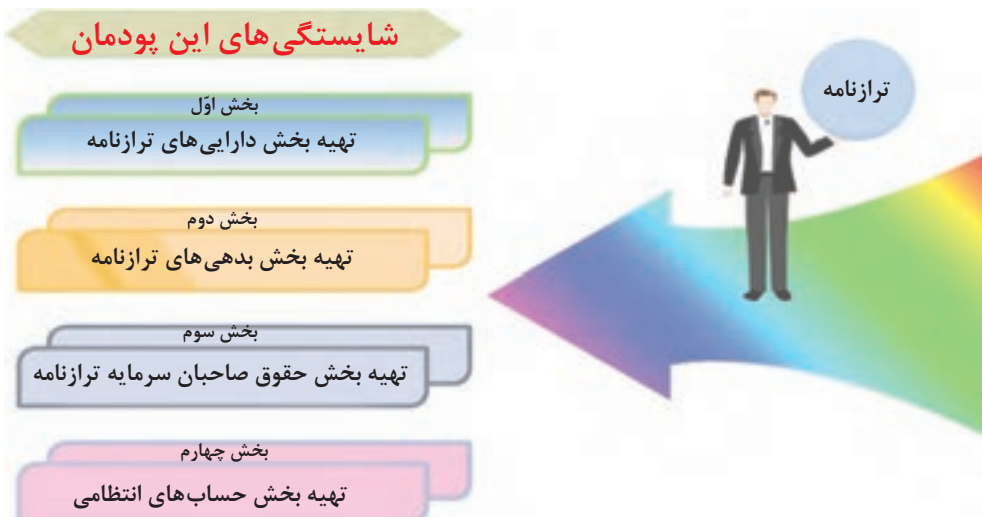 شایستگی‌های این پودمان
ترازنامه
بخش اوّل
تهیه بخش دارایی‌های ترازنامه
بخش دوم
تهیه بخش بدهی‌های ترازنامه
بخش سوم
تهیه بخش حقوق صاحبان سرمایه ترازنامه
بخش چهارم
تهیه بخش حساب‌های انتظامی